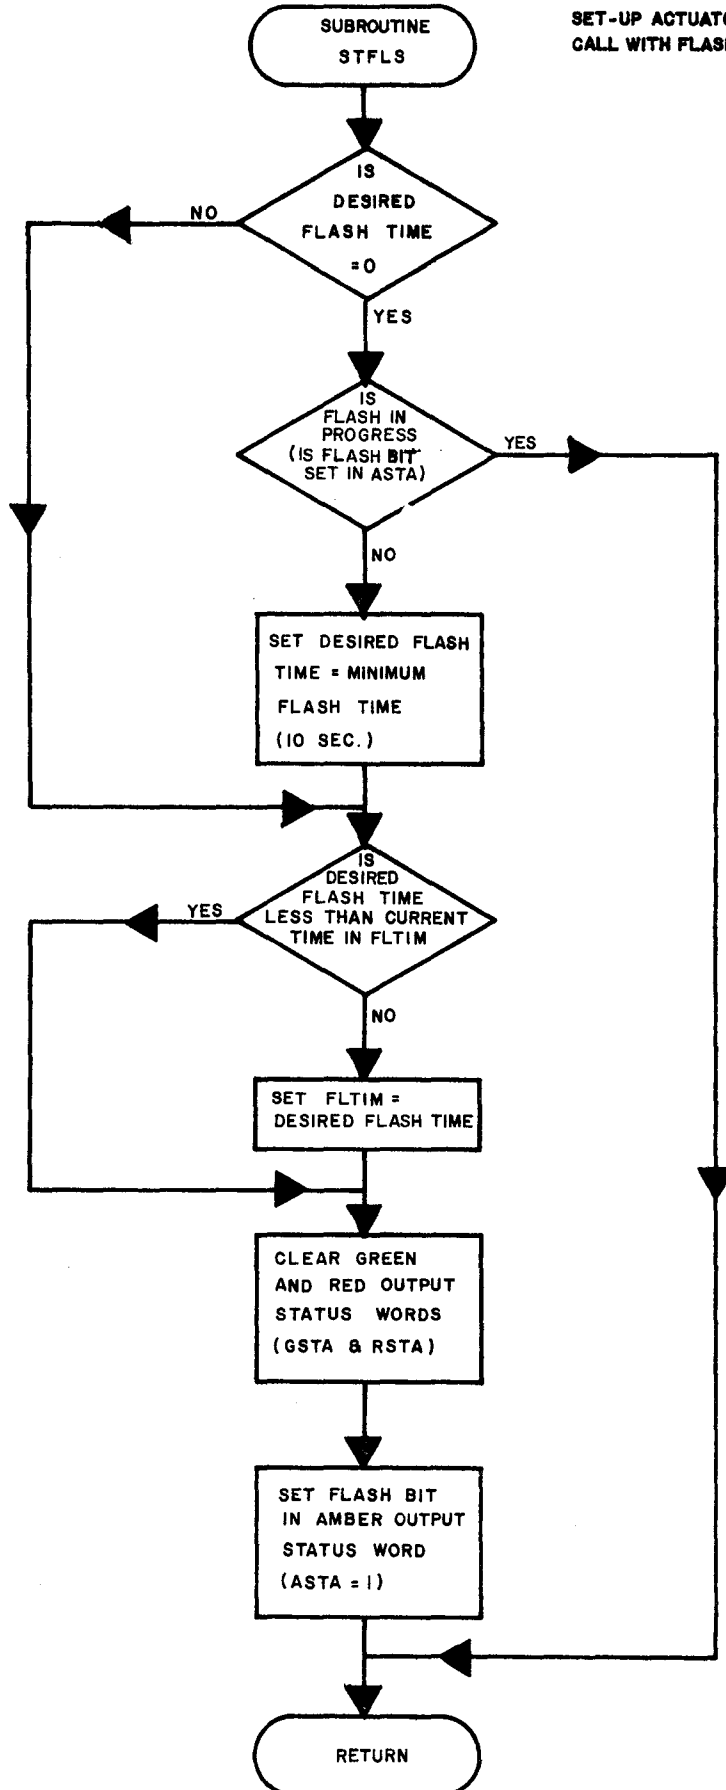 SUBROUTINE
STFLS
SET-UP
CALL WITH
IS
DESIRED
FLASH TIME
=0
NO
YES
IS
FLASH IN
PROGRESS
(IS FLASH BIT
SET IN ASTA)
YES
NO
SET DESIRED FLASH
TIME = MINIMUM
FLASH TIME
(10 SEC.)
IS
DESIRED
FLASH TIME
LESS THAN CURRENT
TIME IN FLTIM
YES
NO
SET FLTIM =
DESIRED FLASH TIME
CLEAR GREEN
AND RED OUTPUT
STATUS WORDS
(GSTA & RSTA)
SET FLASH BIT
IN AMBER OUTPUT
STATUS WORD
(ASTA = 1)
RETURN